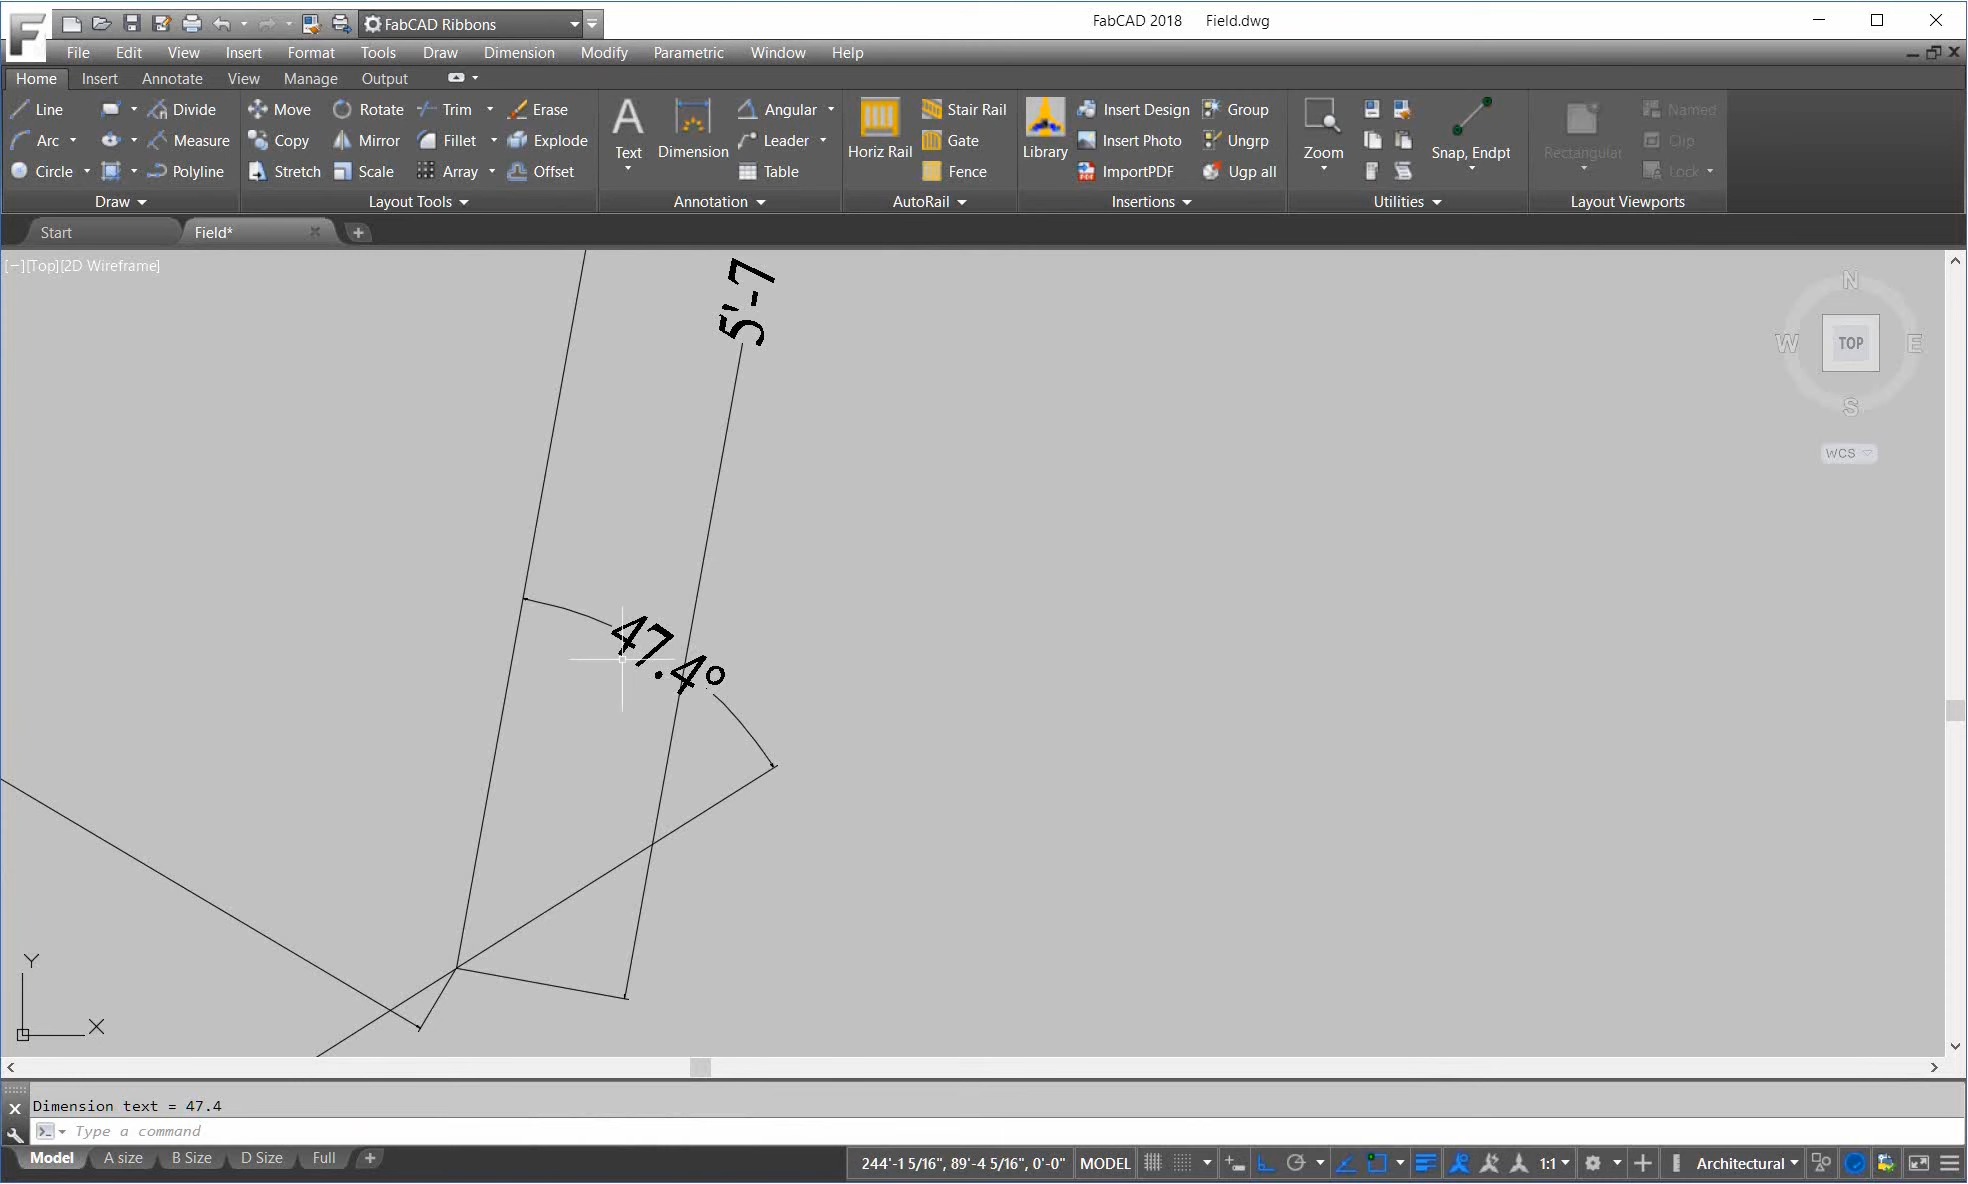 F
FabCAD Ribbons
FabCAD 2018 Field.dwg
File Edit View Insert Format Tools Draw Dimension Modify Parametric Window Help
Home Insert Annotate View Manage Output
Line Divide Move Rotate Trim Erase Angular Stair Rail Insert Design Group Named
Arc Measure Copy Mirror Fillet Explode Text Dimension Leader Horiz Rail Gate Library Insert Photo Ungrp Zoom Snap, Endpt Rectangular Clip
Circle Polyline Stretch Scale Array Offset Table Fence ImportPDF Ugp all Lock
Draw Layout Tools Annotation AutoRail Insertions Utilities Layout Viewports
Start Field*
[−][Top][2D Wireframe]
5'-7
N
W TOP E
S
WCS
47.4°
Y
X
Dimension text = 47.4
Type a command
Model A size B Size D Size Full
244'-1 5/16", 89'-4 5/16", 0'-0" MODEL 1:1 Architectural